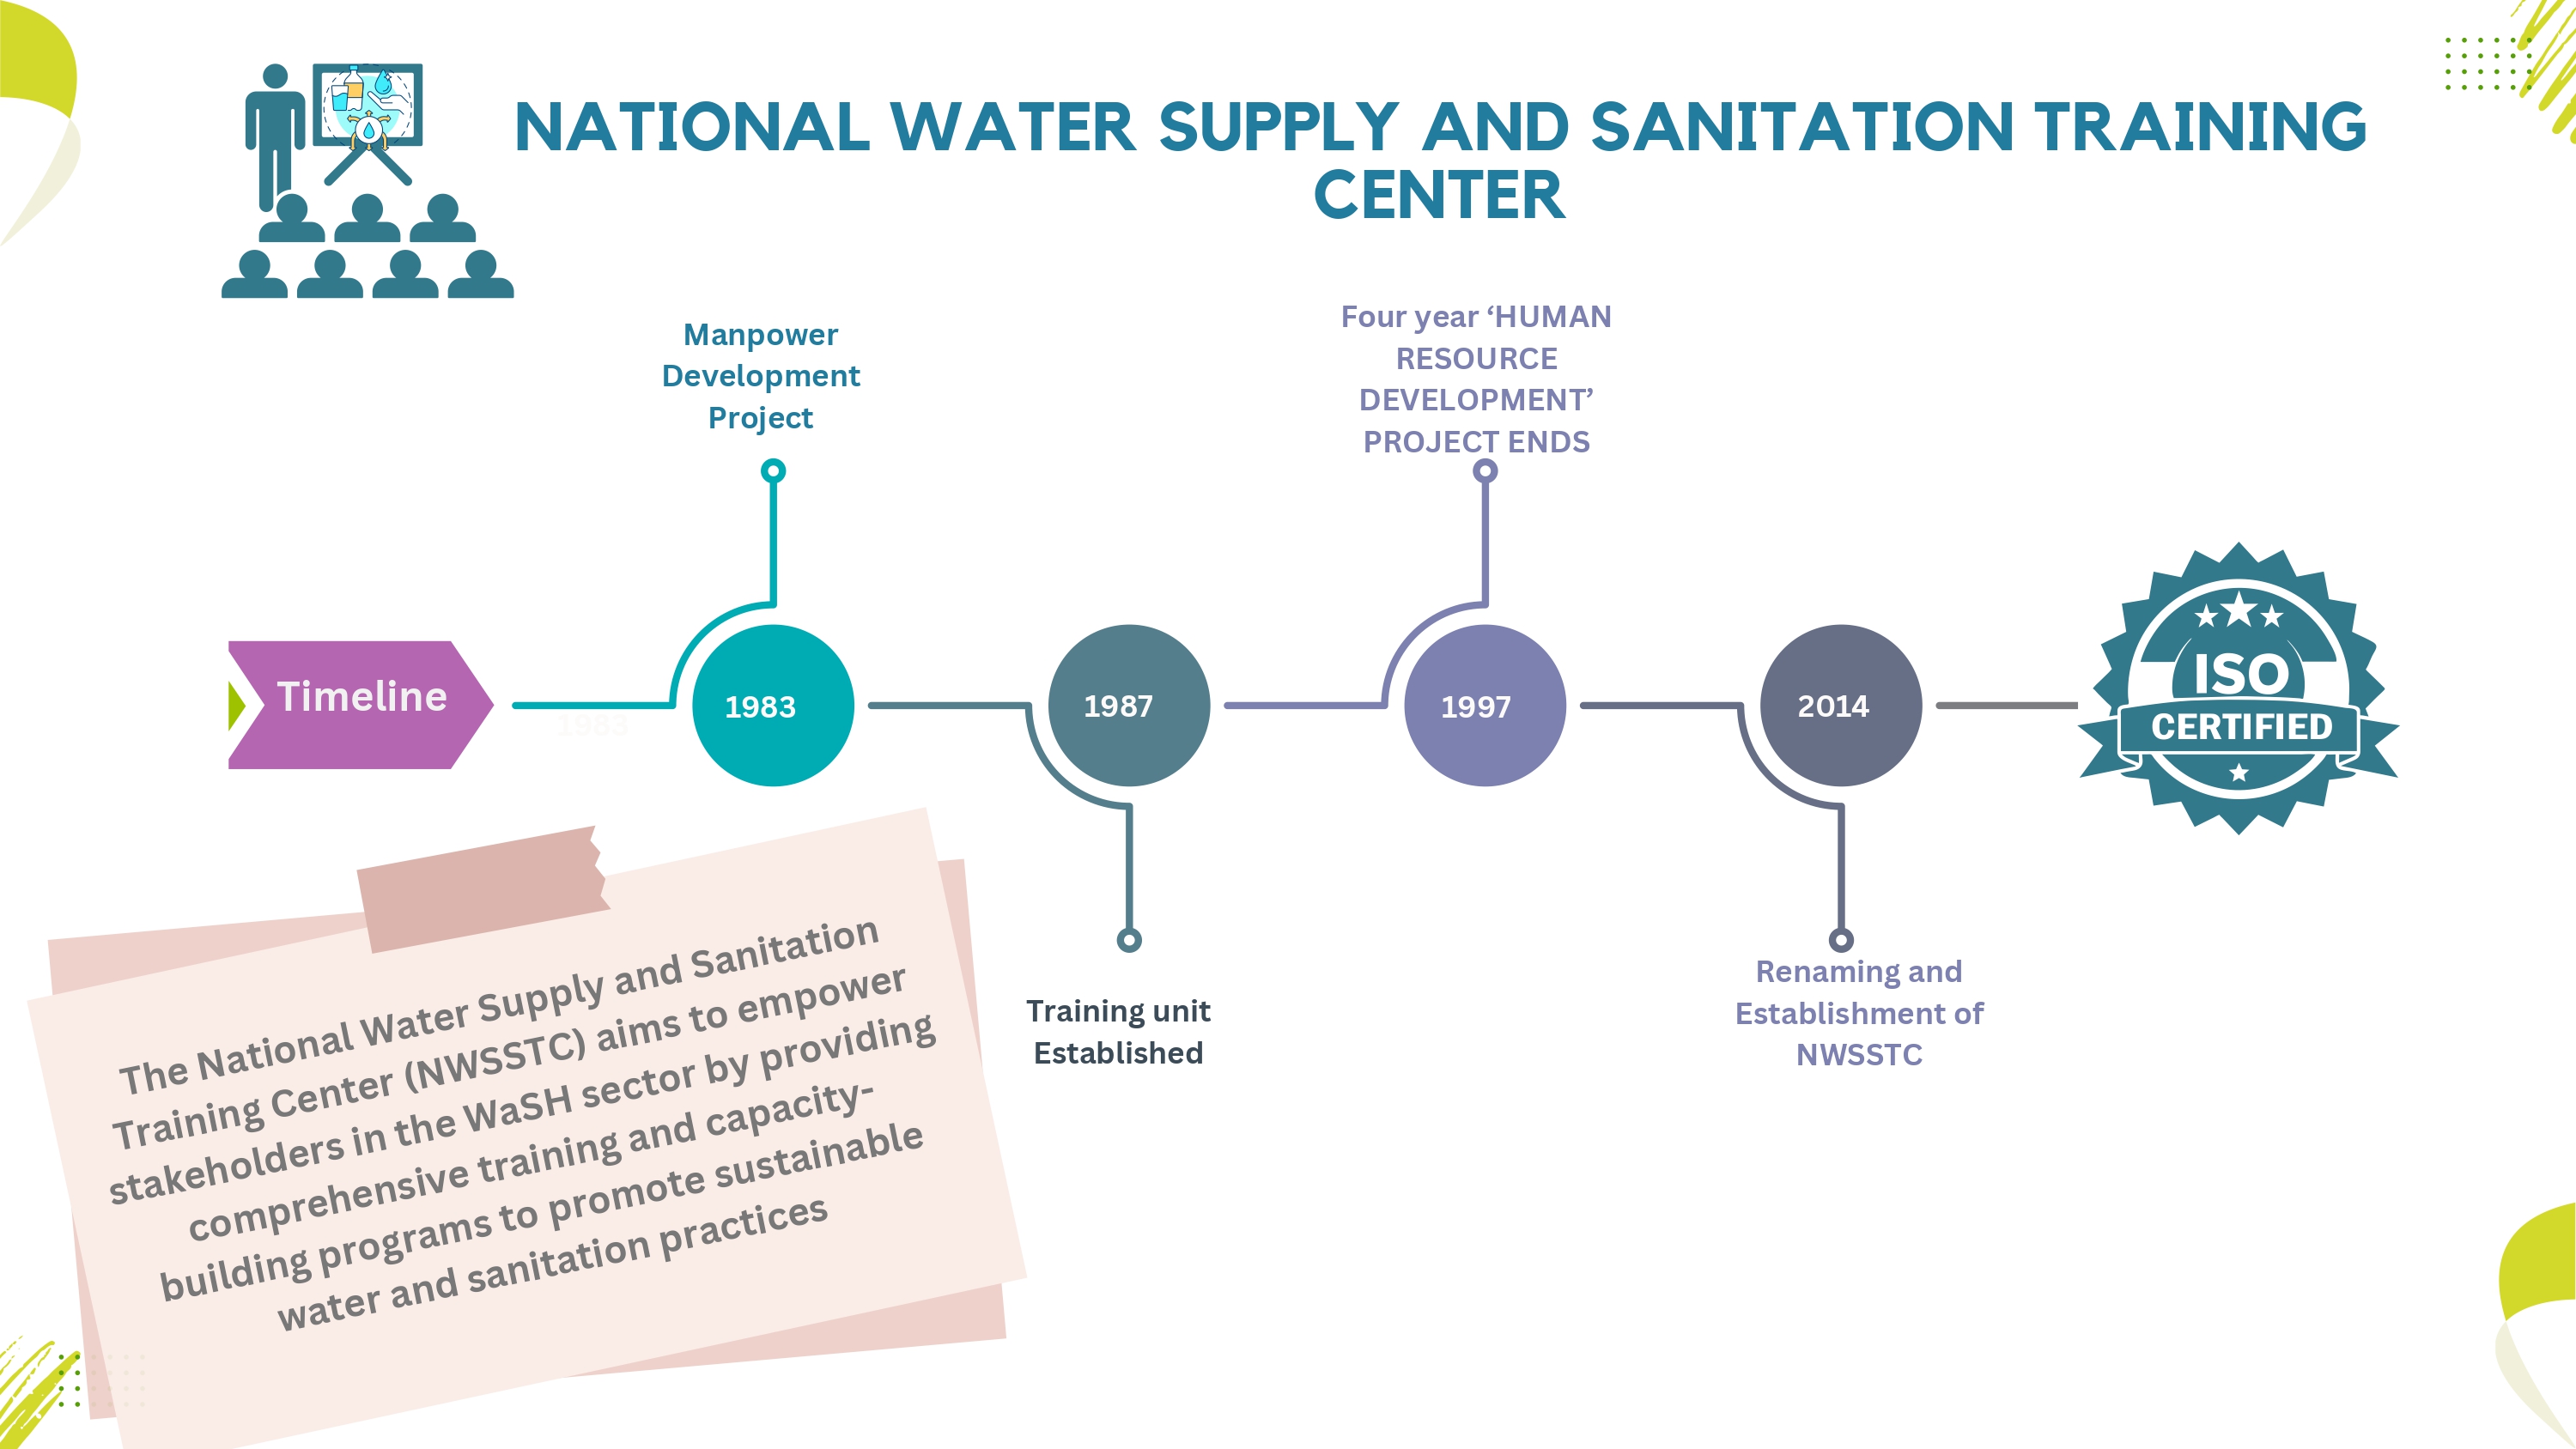 NATIONAL WATER SUPPLY AND SANITATION TRAINING
CENTER
Manpower
Development
Project
Four year ‘HUMAN
RESOURCE
DEVELOPMENT’
PROJECT ENDS
Timeline
1983
1983
1987
1997
2014
ISO
CERTIFIED
Training unit
Established
Renaming and
Establishment of
NWSSTC
The National Water Supply and Sanitation
Training Center (NWSSTC) aims to empower
stakeholders in the WaSH sector by providing
comprehensive training and capacity-
building programs to promote sustainable
water and sanitation practices